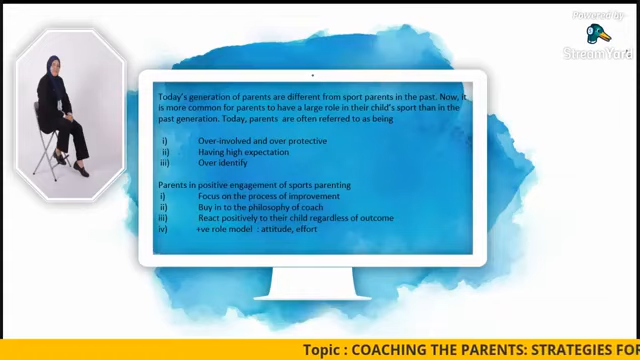 Powered by
StreamYard
Today's generation of parents are different from sport parents in the past. Now, it
is more common for parents to have a large role in their child's sport than in the
past generation. Today, parents are often referred to as being
i) Over-involved and over protective
ii) Having high expectation
iii) Over identify
Parents in positive engagement of sports parenting
i) Focus on the process of improvement
ii) Buy in to the philosophy of coach
iii) React positively to their child regardless of outcome
iv) +ve role model : attitude, effort
Topic : COACHING THE PARENTS: STRATEGIES FO